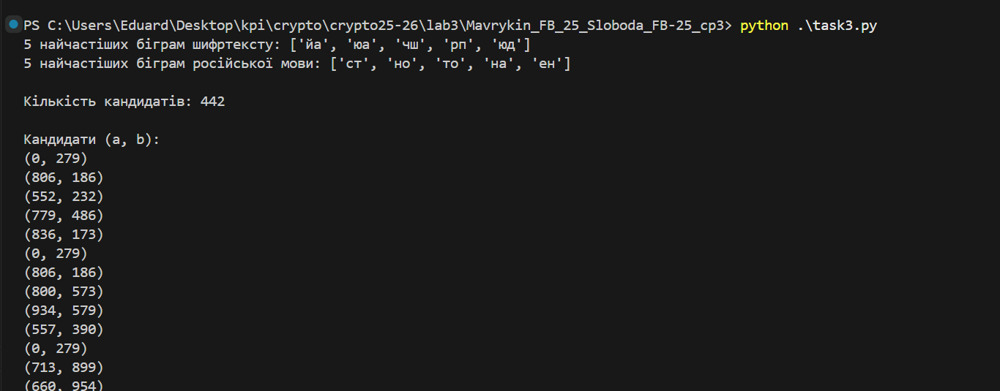 PS C:\Users\Eduard\Desktop\kpi\crypto\crypto25-26\lab3\Mavrykin_FB_25_Sloboda_FB-25_cp3> python .\task3.py
5 найчастіших біграм шифртексту: ['йа', 'юа', 'чш', 'рп', 'юд']
5 найчастіших біграм російської мови: ['ст', 'но', 'то', 'на', 'ен']
Кількість кандидатів: 442
Кандидати (a, b):
(0, 279)
(806, 186)
(552, 232)
(779, 486)
(836, 173)
(0, 279)
(806, 186)
(800, 573)
(934, 579)
(557, 390)
(0, 279)
(713, 899)
(660, 954)